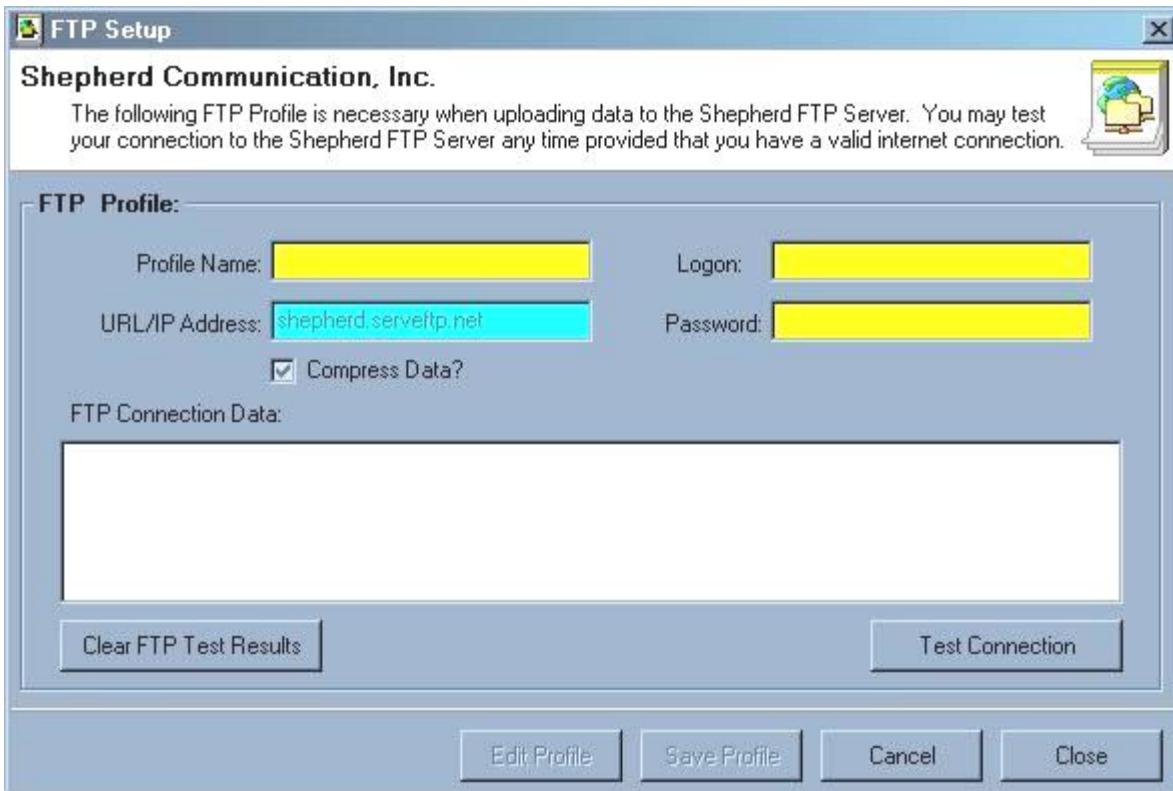 FTP Setup
Shepherd Communication, Inc.
The following FTP Profile is necessary when uploading data to the Shepherd FTP Server. You may test
your connection to the Shepherd FTP Server any time provided that you have a valid internet connection.
FTP Profile:
Profile Name:
Logon:
URL/IP Address: shepherd.serveftp.net
Password:
Compress Data?
FTP Connection Data:
Clear FTP Test Results
Test Connection
Edit Profile
Save Profile
Cancel
Close